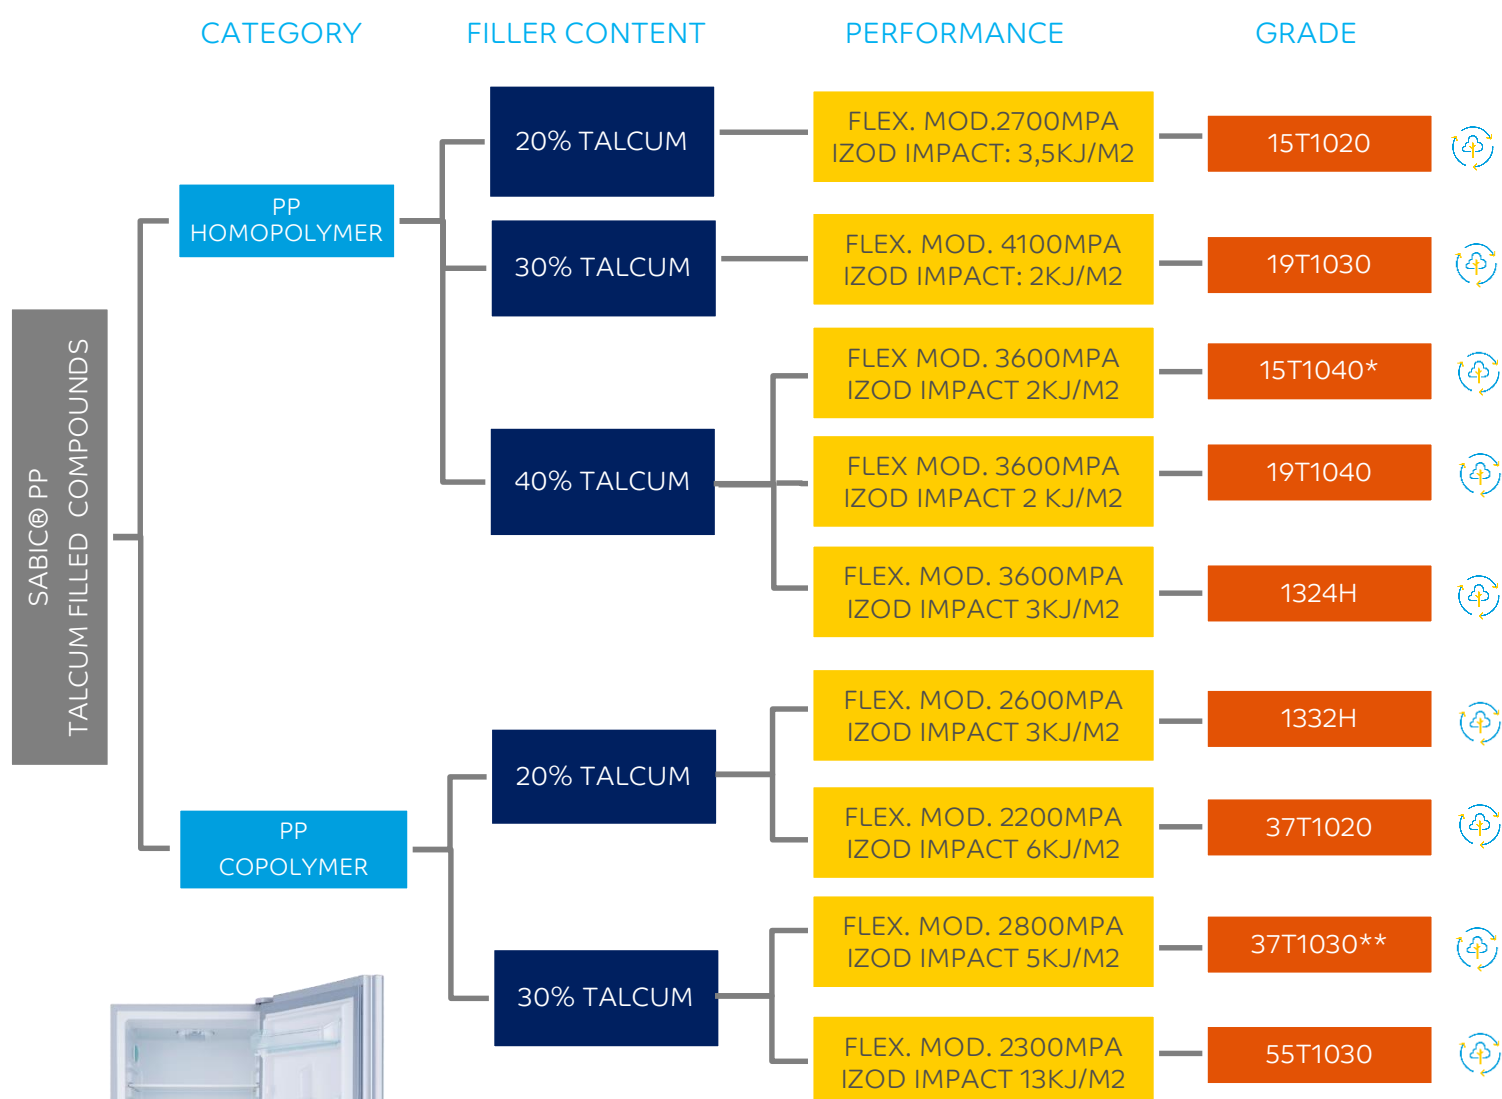 CATEGORY
FILLER CONTENT
PERFORMANCE
GRADE
SABIC® PP
TALCUM FILLED COMPOUNDS
PP
HOMOPOLYMER
20% TALCUM
FLEX. MOD.2700MPA
IZOD IMPACT: 3,5KJ/M2
15T1020
30% TALCUM
FLEX. MOD. 4100MPA
IZOD IMPACT: 2KJ/M2
19T1030
40% TALCUM
FLEX MOD. 3600MPA
IZOD IMPACT 2KJ/M2
15T1040*
FLEX MOD. 3600MPA
IZOD IMPACT 2 KJ/M2
19T1040
FLEX. MOD. 3600MPA
IZOD IMPACT 3KJ/M2
1324H
PP
COPOLYMER
20% TALCUM
FLEX. MOD. 2600MPA
IZOD IMPACT 3KJ/M2
1332H
FLEX. MOD. 2200MPA
IZOD IMPACT 6KJ/M2
37T1020
30% TALCUM
FLEX. MOD. 2800MPA
IZOD IMPACT 5KJ/M2
37T1030**
FLEX. MOD. 2300MPA
IZOD IMPACT 13KJ/M2
55T1030